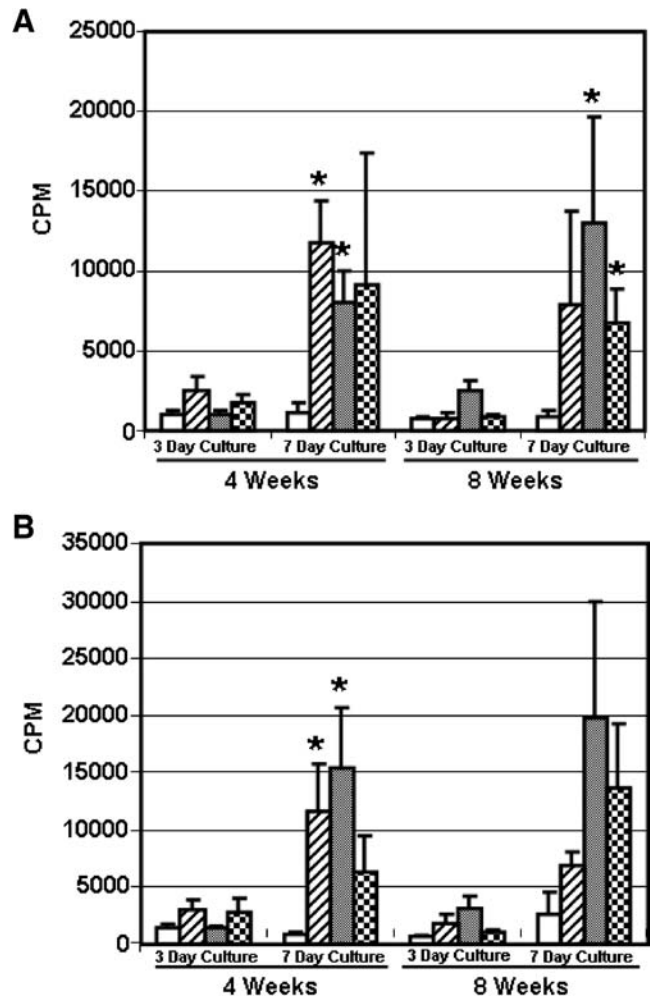 A
25000
20000
15000
10000
5000
0
CPM
* * * *
3 Day Culture 7 Day Culture 3 Day Culture 7 Day Culture
4 Weeks 8 Weeks
B
35000
30000
25000
20000
15000
10000
5000
0
CPM
* *
3 Day Culture 7 Day Culture 3 Day Culture 7 Day Culture
4 Weeks 8 Weeks